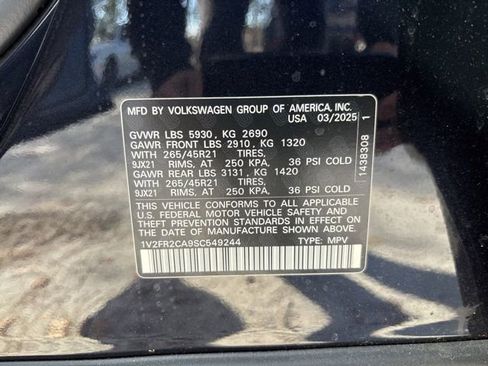 MFD BY VOLKSWAGEN GROUP OF AMERICA, INC.
USA 03/2025
GVWR LBS 5930, KG 2690
GAWR FRONT LBS 2910, KG 1320
WITH 265/45R21 TIRES,
9JX21 RIMS, AT 250 KPA, 36 PSI COLD
GAWR REAR LBS 3131, KG 1420
WITH 265/45R21 TIRES,
9JX21 RIMS, AT 250 KPA, 36 PSI COLD
THIS VEHICLE CONFORMS TO ALL APPLICABLE
U.S. FEDERAL MOTOR VEHICLE SAFETY, BUMPER,
AND THEFT PREVENTION STANDARDS IN EFFECT ON
THE DATE OF MANUFACTURE SHOWN ABOVE.
1V2FR2CA9SC549244 TYPE: MPV
1438308 1